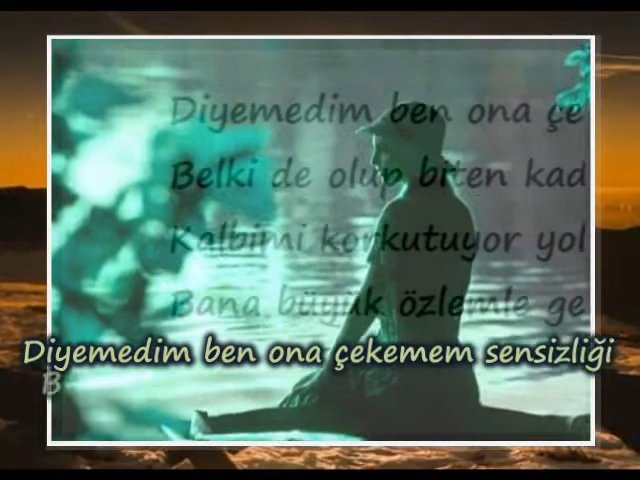 Diyemedim ben ona çe
Belki de olup biten kad
Kalbimi korkutuyor yol
Bana büyük özlemle ge
Diyemedim ben ona çekemem sensizliği
B